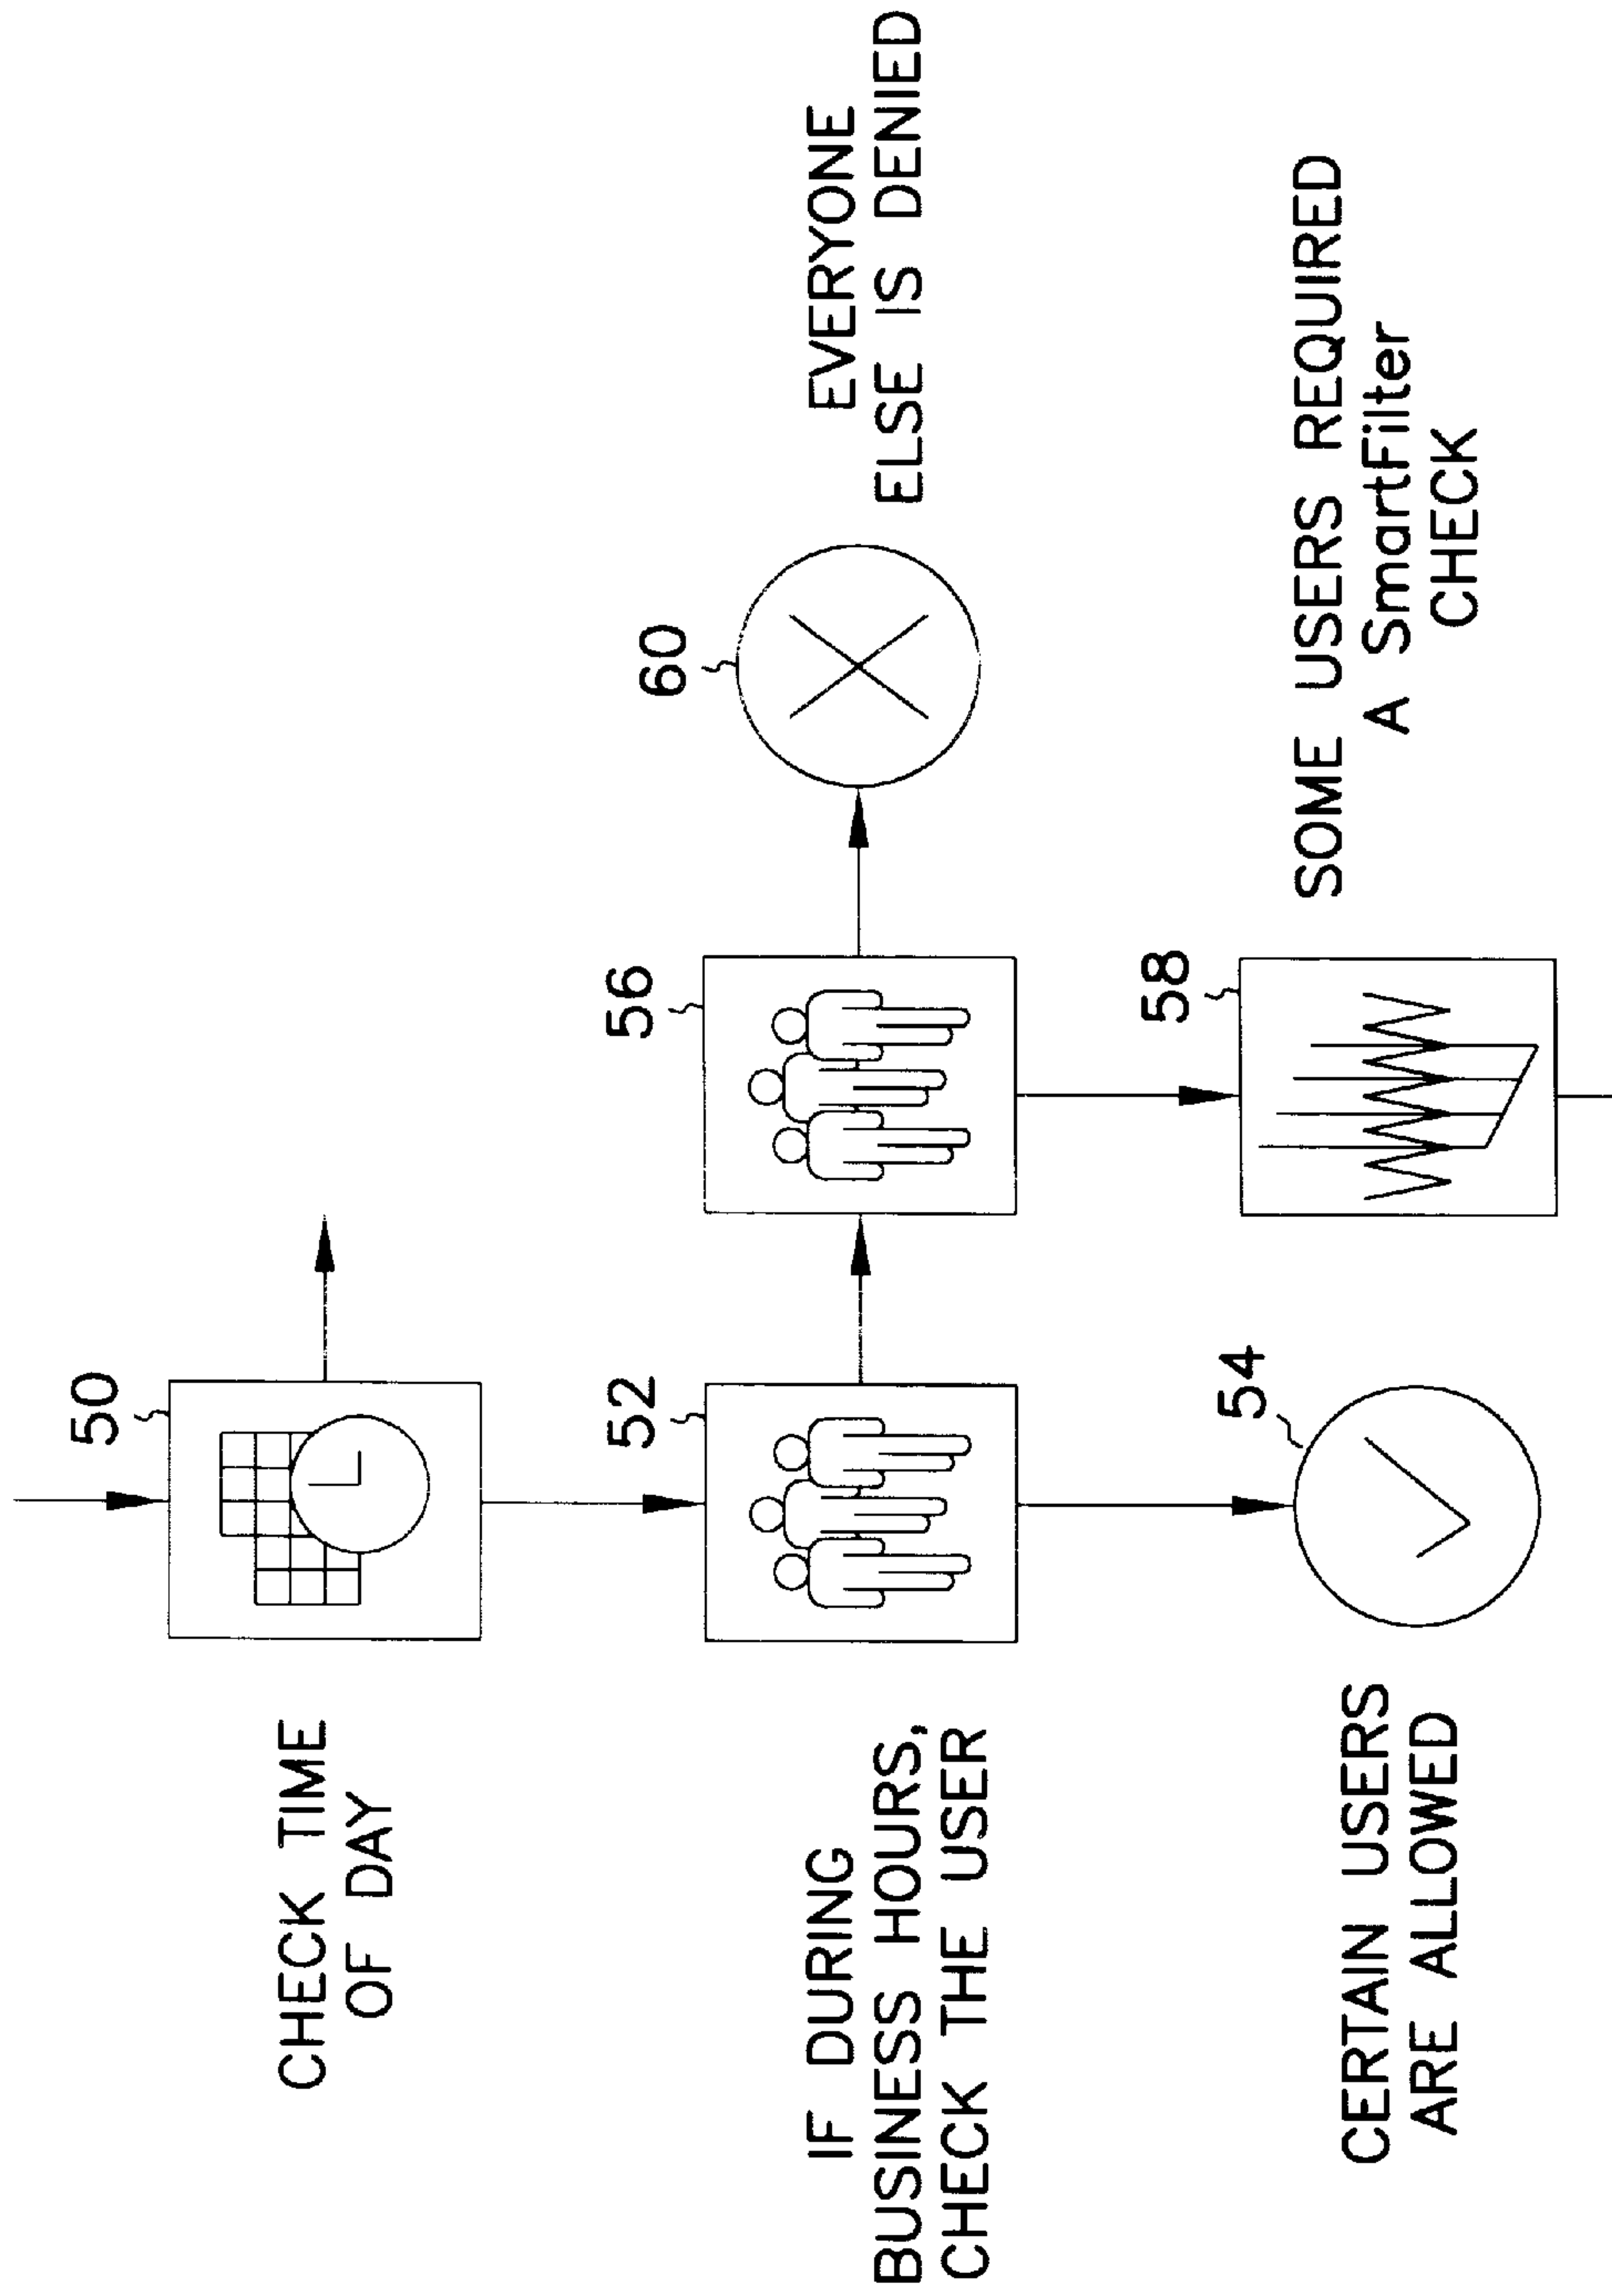 50
CHECK TIME
OF DAY
52
IF DURING
BUSINESS HOURS,
CHECK THE USER
56
60
EVERYONE
ELSE IS DENIED
54
CERTAIN USERS
ARE ALLOWED
58
SOME USERS REQUIRED
A SmartFilter
CHECK